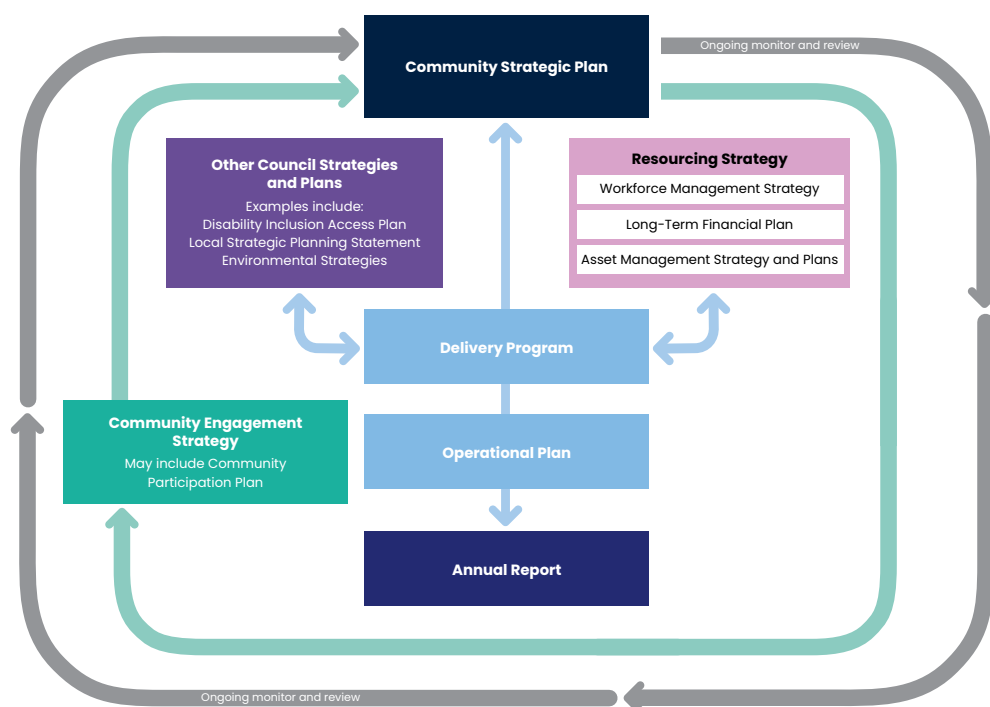 Community Strategic Plan
Ongoing monitor and review
Other Council Strategies
and Plans
Examples include:
Disability Inclusion Access Plan
Local Strategic Planning Statement
Environmental Strategies
Resourcing Strategy
Workforce Management Strategy
Long-Term Financial Plan
Asset Management Strategy and Plans
Delivery Program
Community Engagement
Strategy
May include Community
Participation Plan
Operational Plan
Annual Report
Ongoing monitor and review